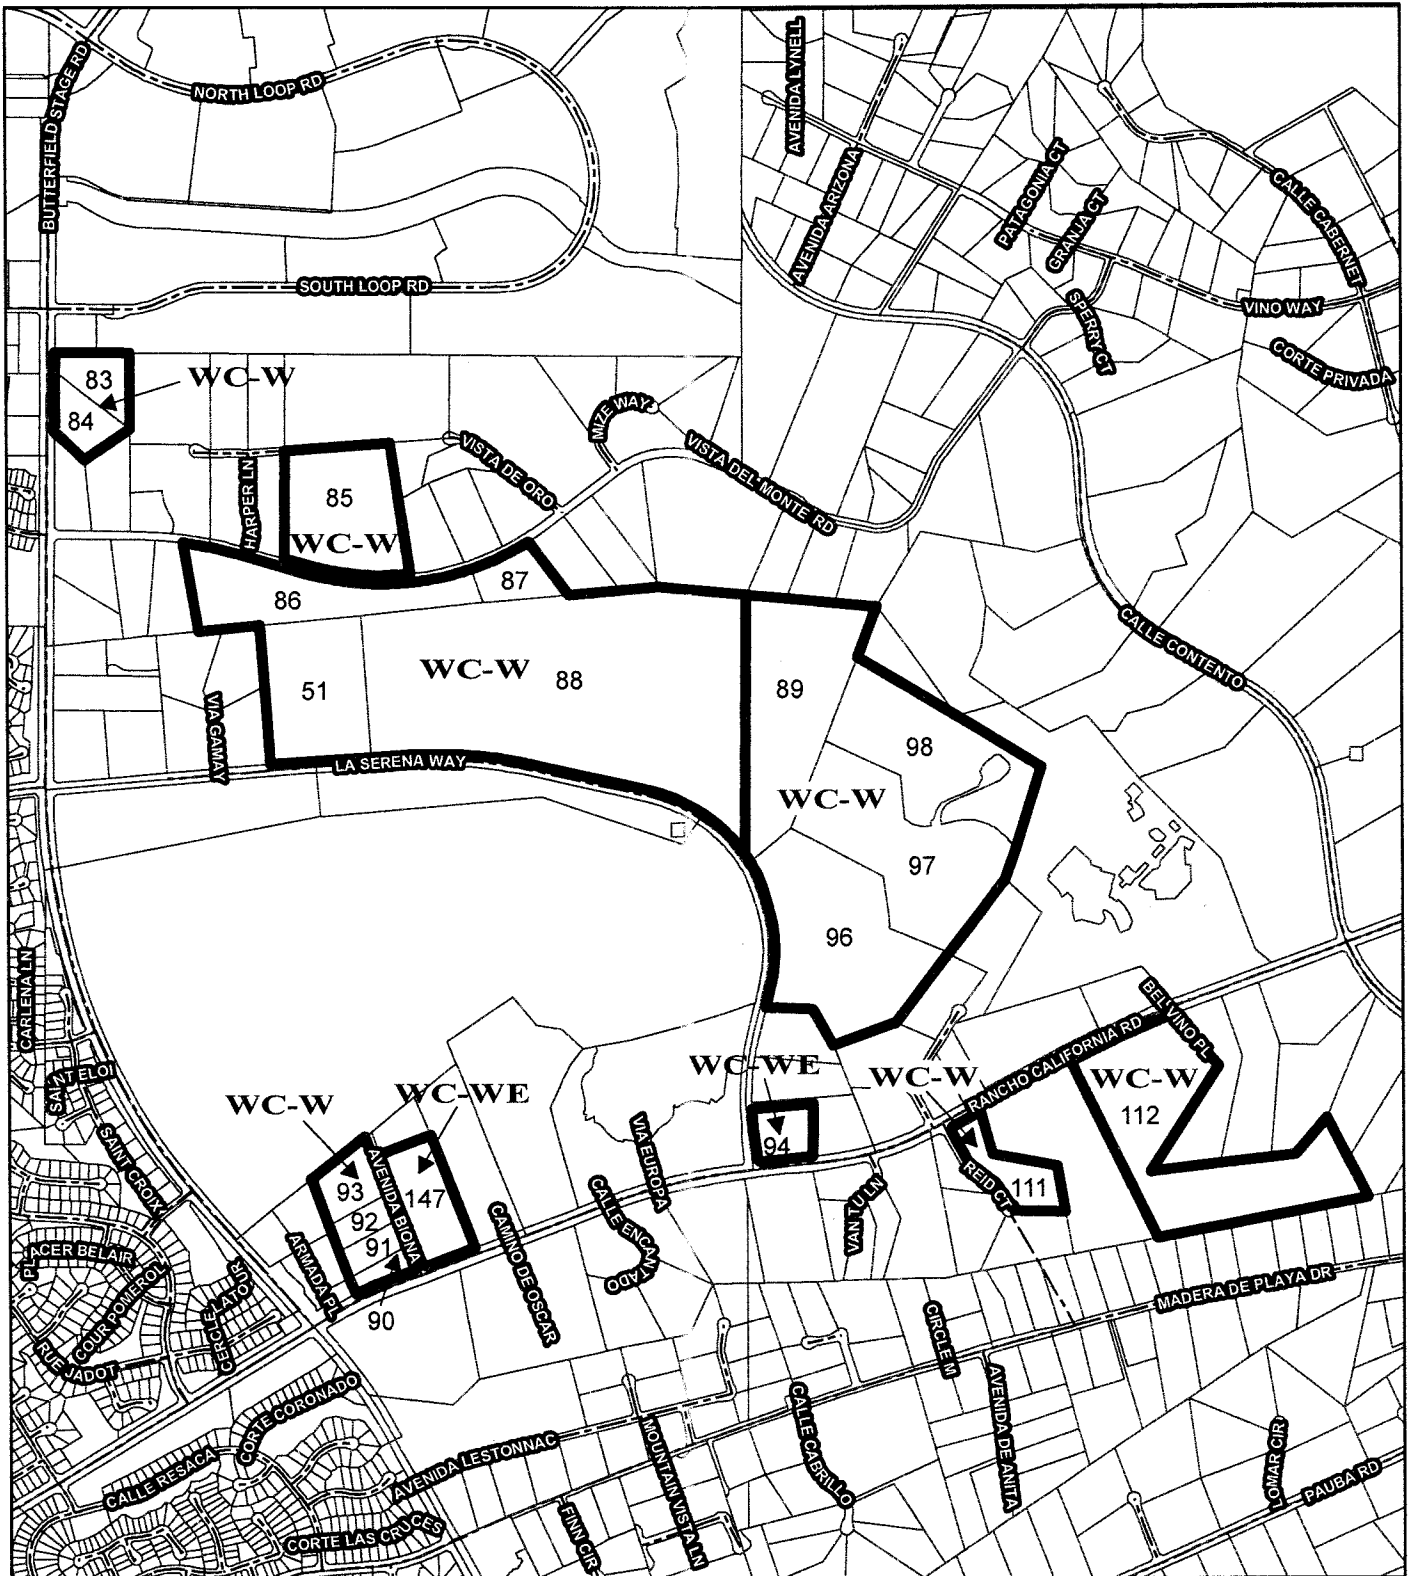 BUTTERFIELD STAGE RD
NORTH LOOP RD
AVENIDA LYNELL
AVENIDA ARIZONA
PATAGONIA CT
GRANJA CT
CALLE CABERNET
SOUTH LOOP RD
SPERRY CT
VINO WAY
CORTE PRIVADA
83
WC-W
84
MIZE WAY
VISTA DE ORO
VISTA DEL MONTE RD
HARPER LN
85
WC-W
86
87
CALLE CONTENTO
WC-W
88
51
89
VIA GAMAY
98
LA SERENA WAY
WC-W
97
96
CARLENA LN
BELVINO PL
RANCHO CALIFORNIA RD
SAINT ELOI
WC-WE
WC-W
WC-W
112
WC-W
WC-WE
94
SAINT CROIX
AVENIDA BIONA
VIA EUROPA
93
147
92
91
REID CT
111
CALLE ENCANTADO
CAMINO DE OSCAR
VAN TU LN
PLACER BELAIR
ARMADA PL
COUR POMEROL
CERCLE LATOUR
90
MADERA DE PLAYA DR
RUE JADOT
CIRCLE M
CORTE CORONADO
AVENIDA DE ANITA
CALLE CABRILLO
CALLE RESACA
AVENIDA LESTONNAC
MOUNTAIN VISTA LN
LOMAR CIR
PAUBA RD
CORTE LAS CRUCES
FINN CIR